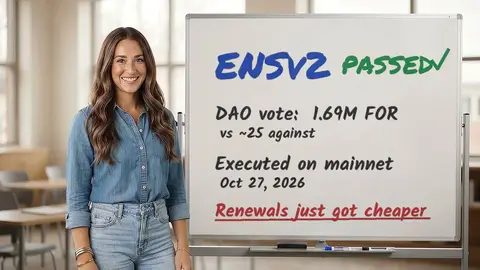 ENSv2 PASSED✓
DAO vote: 1.69M FOR
vs ~25 against
Executed on mainnet
Oct 27, 2026
Renewals just got cheaper